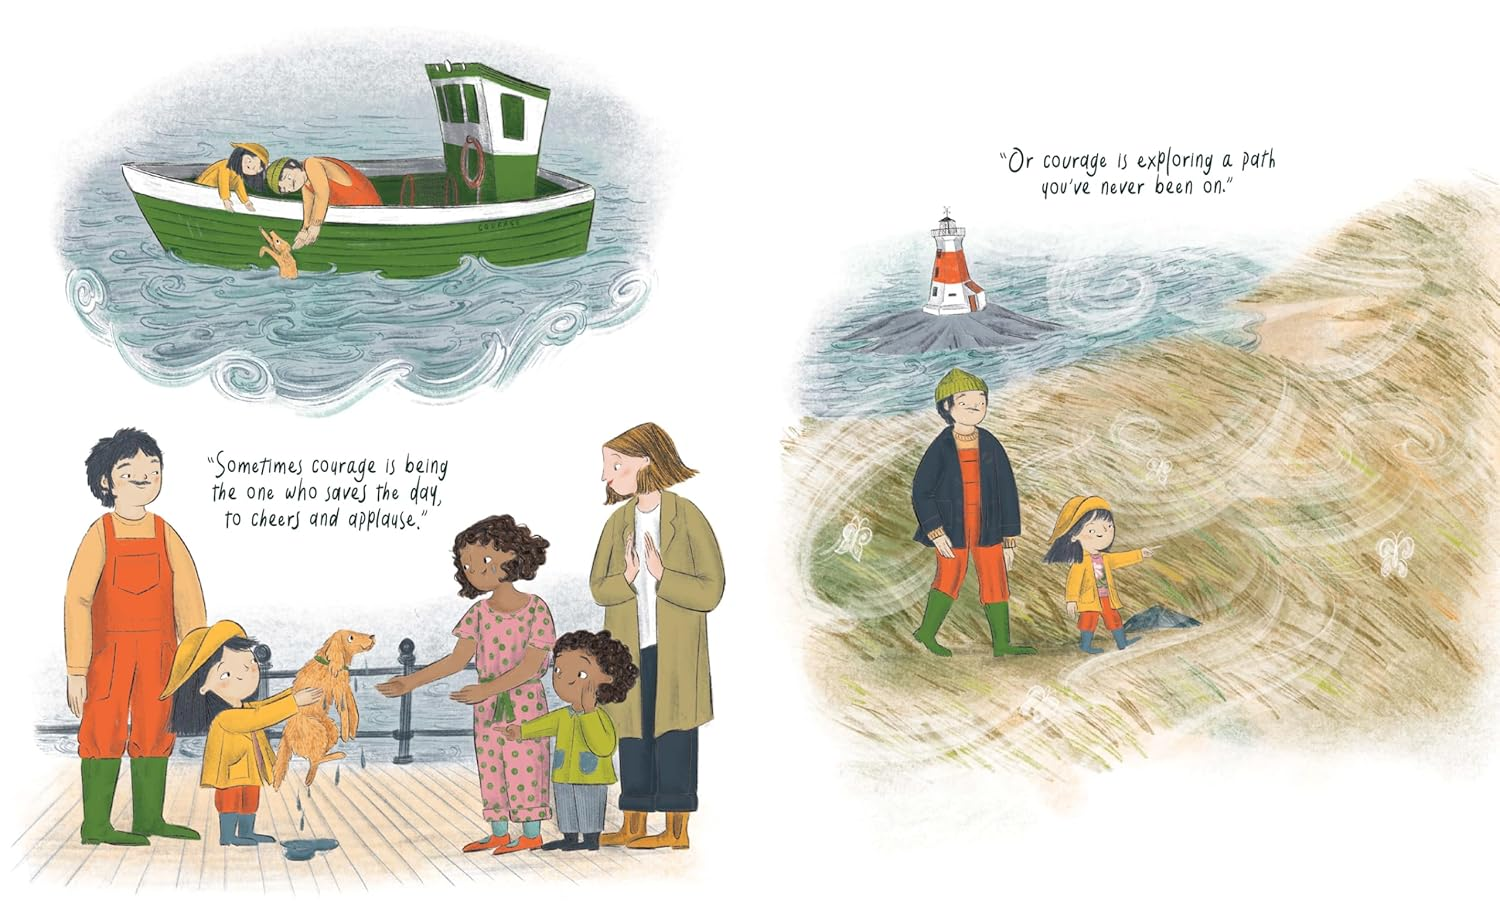 COURAGE
"Sometimes courage is being
the one who saves the day,
to cheers and applause."
"Or courage is exploring a path
you've never been on."